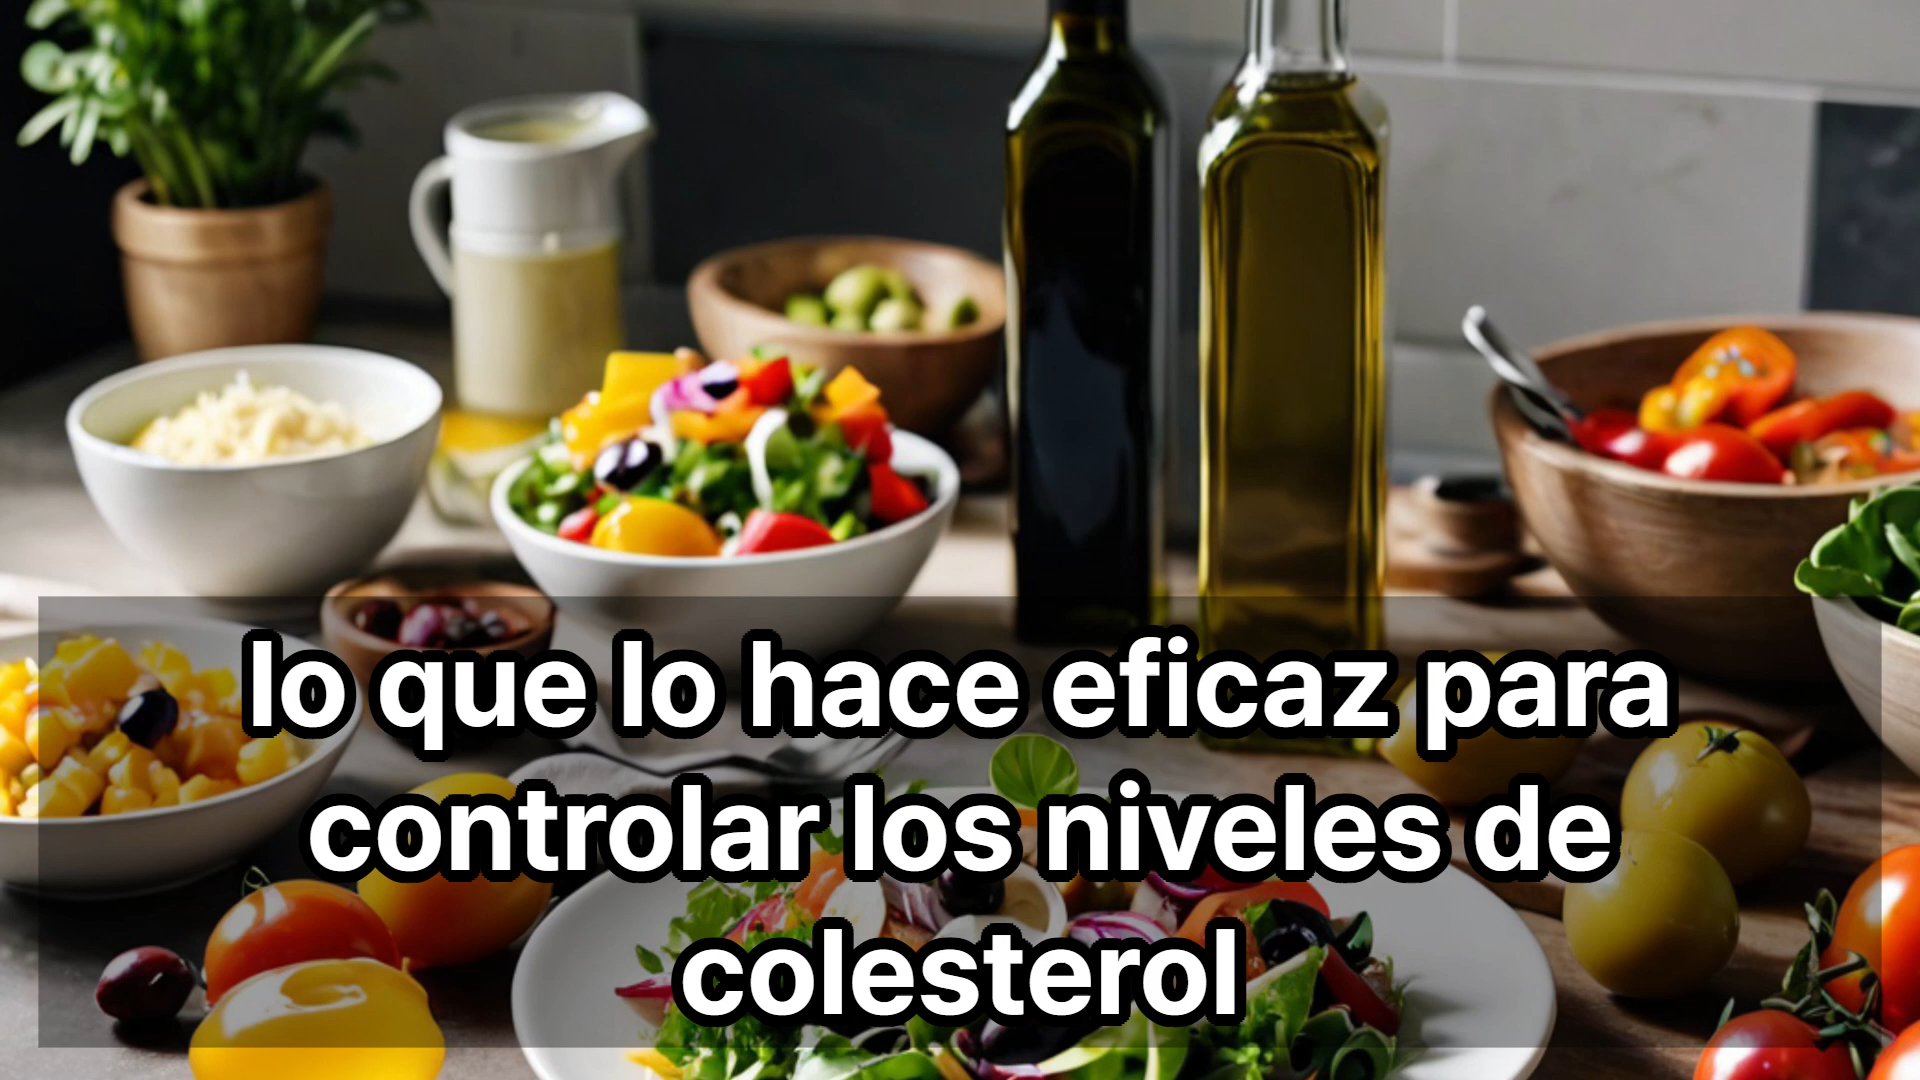 lo que lo hace eficaz para
controlar los niveles de
colesterol